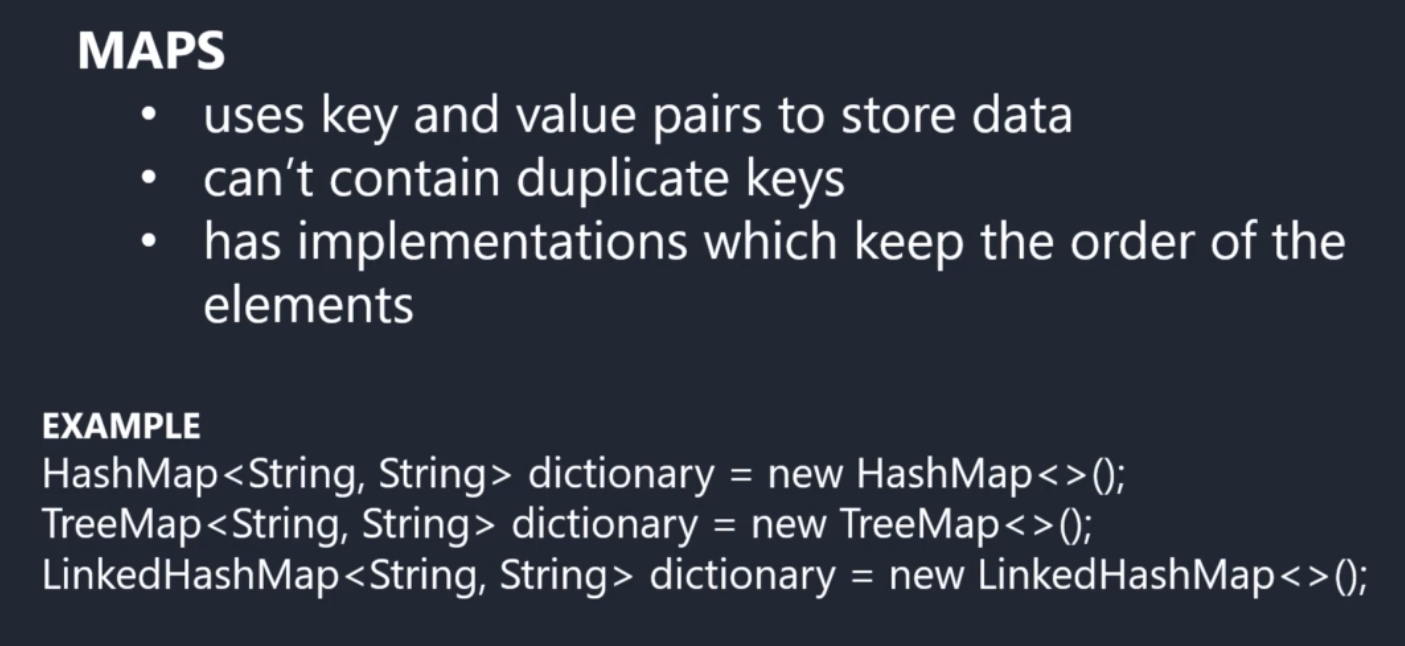 MAPS
• uses key and value pairs to store data
• can’t contain duplicate keys
• has implementations which keep the order of the
elements
EXAMPLE
HashMap<String, String> dictionary = new HashMap<>();
TreeMap<String, String> dictionary = new TreeMap<>();
LinkedHashMap<String, String> dictionary = new LinkedHashMap<>();